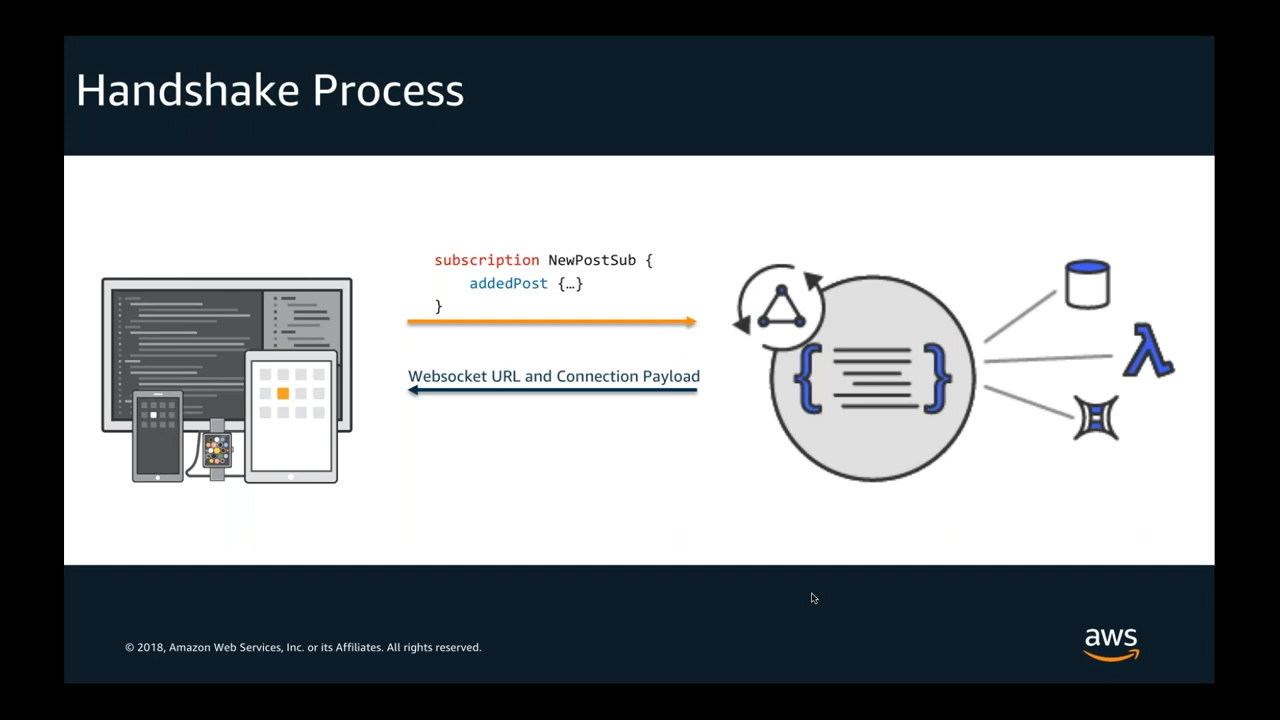 Handshake Process
subscription NewPostSub {
addedPost {…}
}
Websocket URL and Connection Payload
{ }
λ
© 2018, Amazon Web Services, Inc. or its Affiliates. All rights reserved.
aws